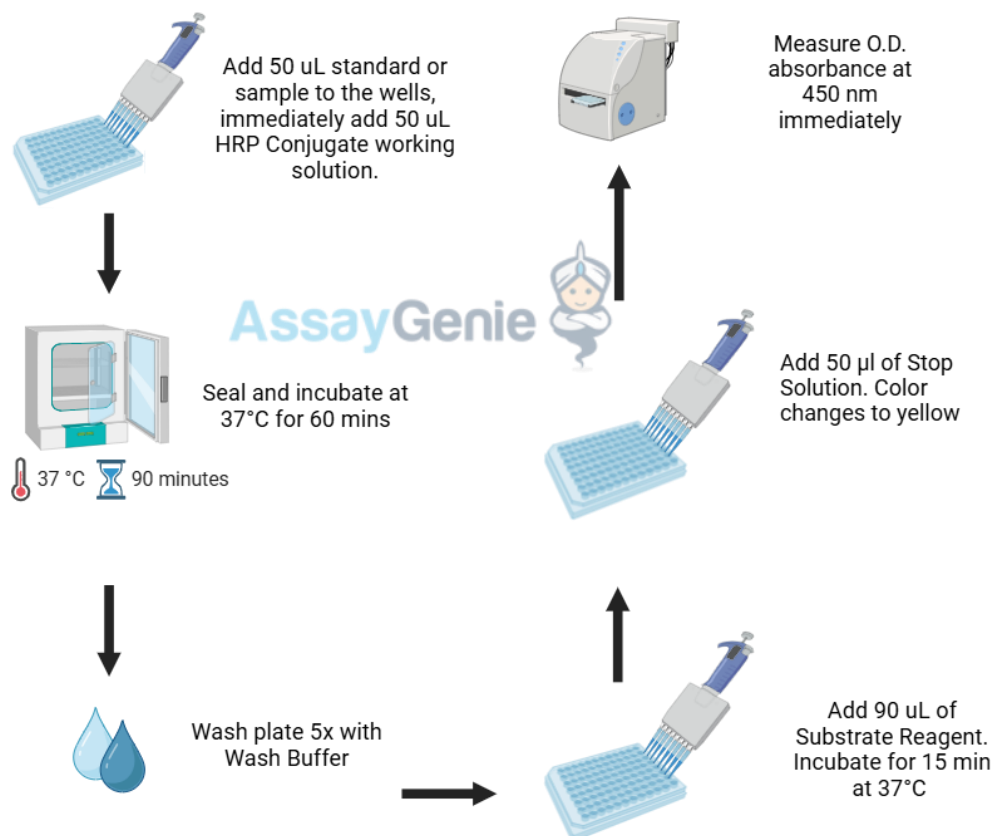 Add 50 uL standard or
sample to the wells,
immediately add 50 uL
HRP Conjugate working
solution.
Seal and incubate at
37°C for 60 mins
37 °C 90 minutes
Wash plate 5x with
Wash Buffer
Add 90 uL of
Substrate Reagent.
Incubate for 15 min
at 37°C
Add 50 µl of Stop
Solution. Color
changes to yellow
Measure O.D.
absorbance at
450 nm
immediately
AssayGenie